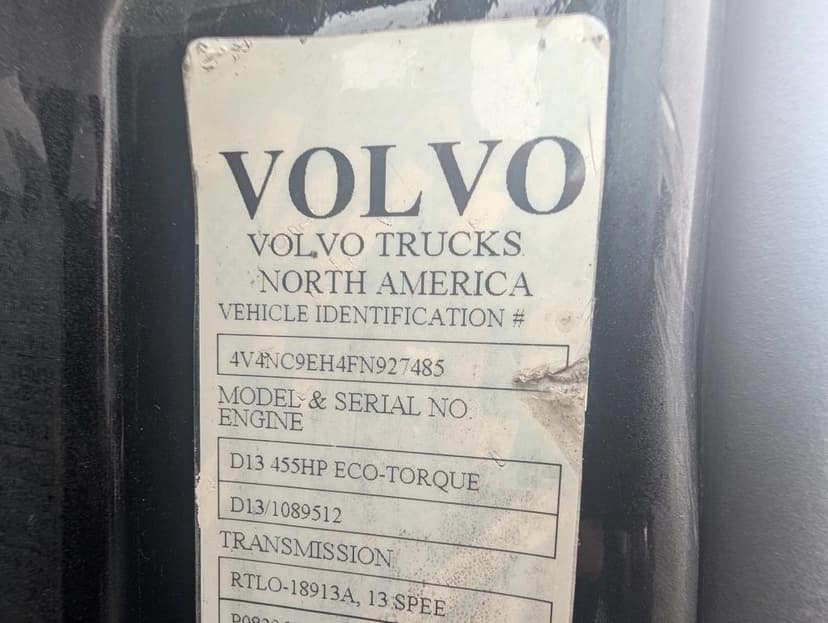 VOLVO
VOLVO TRUCKS
NORTH AMERICA
VEHICLE IDENTIFICATION #
4V4NC9EH4FN927485
MODEL & SERIAL NO.
ENGINE
D13 455HP ECO-TORQUE
D13/1089512
TRANSMISSION
RTLO-18913A, 13 SPEE